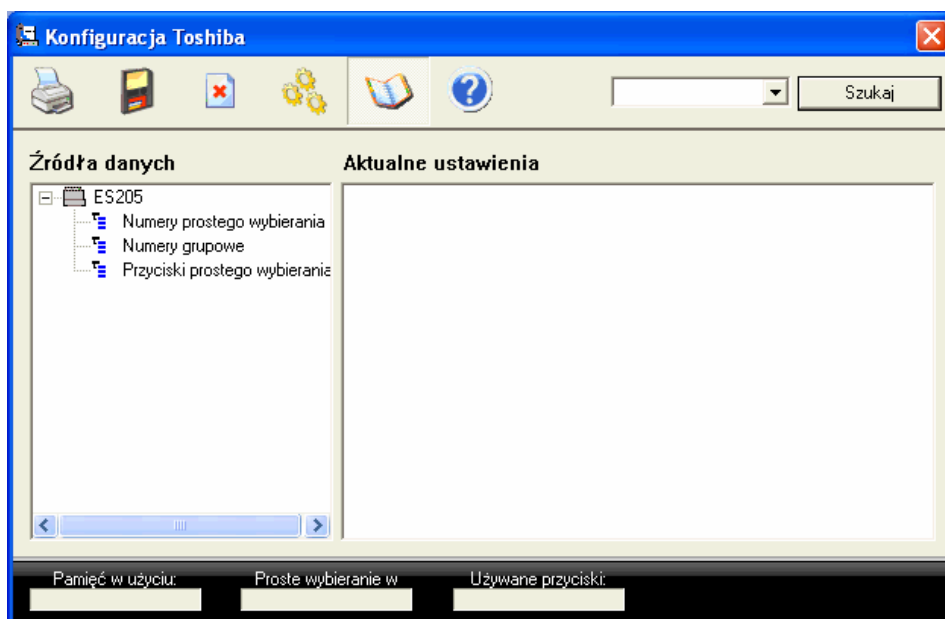 Konfiguracja Toshiba
Szukaj
Źródła danych
Aktualne ustawienia
ES205
Numery prostego wybierania
Numery grupowe
Przyciski prostego wybierania
Pamięć w użyciu:
Proste wybieranie w
Używane przyciski: